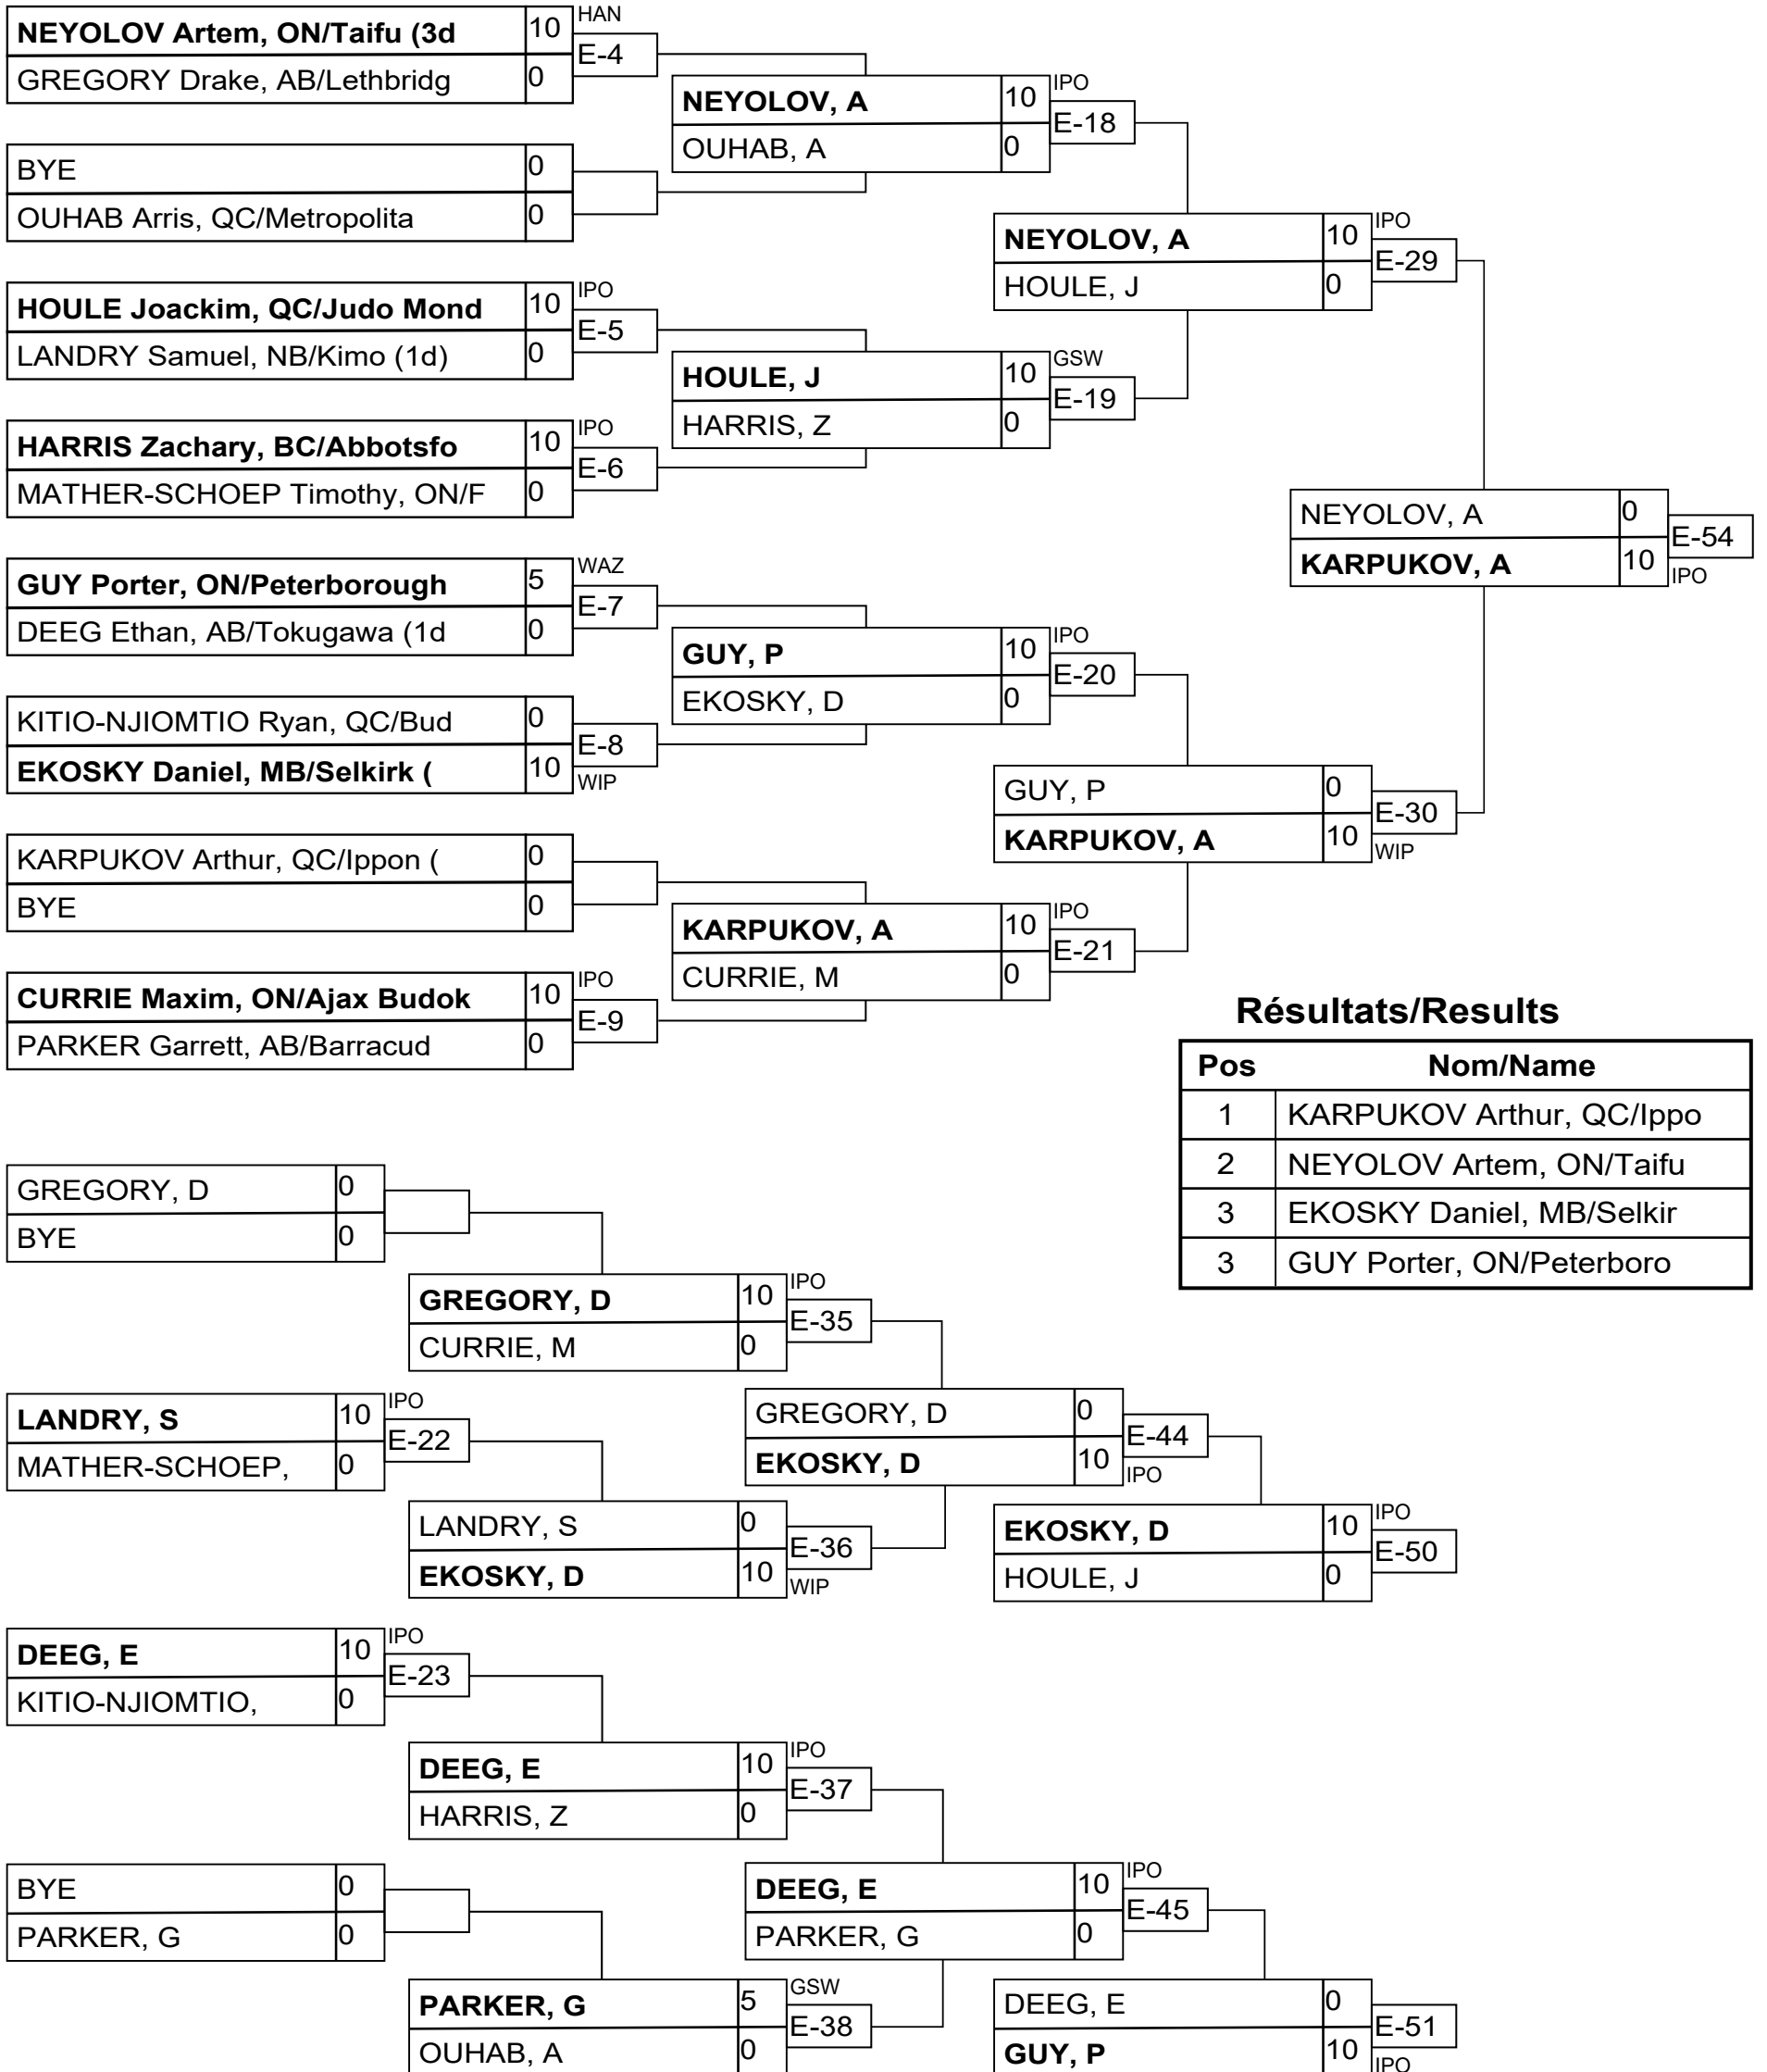 NEYOLOV Artem, ON/Taifu (3d 10 HAN
E-4
GREGORY Drake, AB/Lethbridg 0
BYE 0
OUHAB Arris, QC/Metropolita 0
HOULE Joackim, QC/Judo Mond 10 IPO
E-5
LANDRY Samuel, NB/Kimo (1d) 0
HARRIS Zachary, BC/Abbotsfo 10 IPO
E-6
MATHER-SCHOEP Timothy, ON/F 0
GUY Porter, ON/Peterborough 5 WAZ
E-7
DEEG Ethan, AB/Tokugawa (1d 0
KITIO-NJIOMTIO Ryan, QC/Bud 0
E-8
EKOSKY Daniel, MB/Selkirk ( 10 WIP
KARPUKOV Arthur, QC/Ippon ( 0
BYE 0
CURRIE Maxim, ON/Ajax Budok 10 IPO
E-9
PARKER Garrett, AB/Barracud 0
NEYOLOV, A 10 IPO
E-18
OUHAB, A 0
HOULE, J 10 GSW
E-19
HARRIS, Z 0
GUY, P 10 IPO
E-20
EKOSKY, D 0
KARPUKOV, A 10 IPO
E-21
CURRIE, M 0
NEYOLOV, A 10 IPO
E-29
HOULE, J 0
GUY, P 0
E-30
KARPUKOV, A 10 WIP
NEYOLOV, A 0
E-54
KARPUKOV, A 10 IPO
Résultats/Results
Pos Nom/Name
1 KARPUKOV Arthur, QC/Ippo
2 NEYOLOV Artem, ON/Taifu
3 EKOSKY Daniel, MB/Selkir
3 GUY Porter, ON/Peterboro
GREGORY, D 0
BYE 0
LANDRY, S 10 IPO
E-22
MATHER-SCHOEP, 0
GREGORY, D 10 IPO
E-35
CURRIE, M 0
LANDRY, S 0
E-36
EKOSKY, D 10 WIP
GREGORY, D 0
E-44
EKOSKY, D 10 IPO
EKOSKY, D 10 IPO
E-50
HOULE, J 0
DEEG, E 10 IPO
E-23
KITIO-NJIOMTIO, 0
BYE 0
PARKER, G 0
DEEG, E 10 IPO
E-37
HARRIS, Z 0
PARKER, G 5 GSW
E-38
OUHAB, A 0
DEEG, E 10 IPO
E-45
PARKER, G 0
DEEG, E 0
E-51
GUY, P 10 IPO